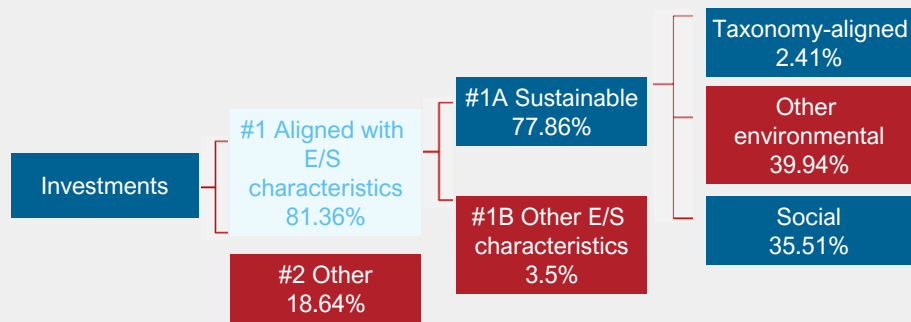 Investments
#1 Aligned with
E/S
characteristics
81.36%
#2 Other
18.64%
#1A Sustainable
77.86%
#1B Other E/S
characteristics
3.5%
Taxonomy-aligned
2.41%
Other
environmental
39.94%
Social
35.51%